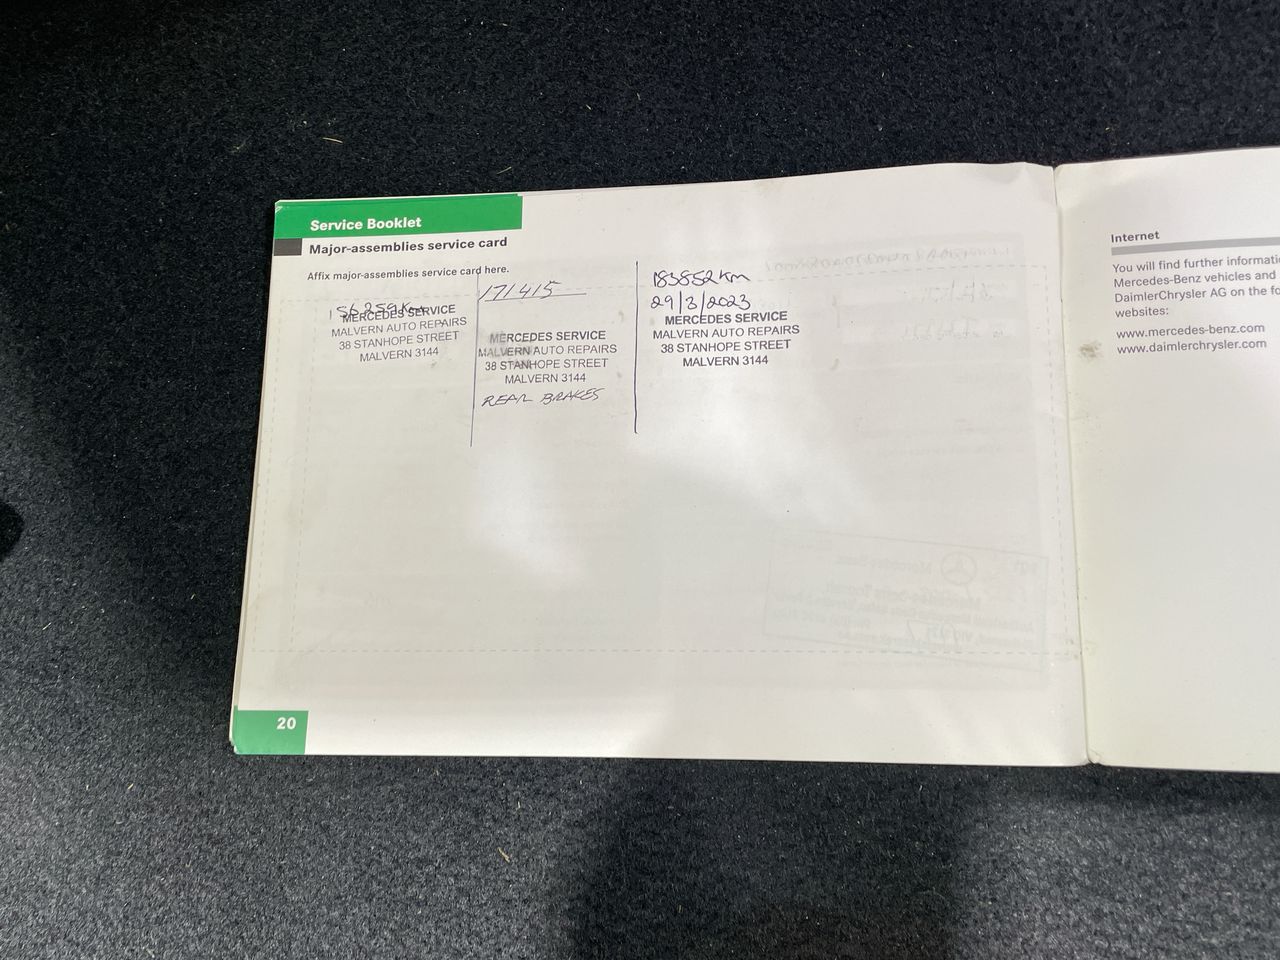 Service Booklet
Major-assemblies service card
Affix major-assemblies service card here.
156259Km
MERCEDES SERVICE
MALVERN AUTO REPAIRS
38 STANHOPE STREET
MALVERN 3144
171415
MERCEDES SERVICE
MALVERN AUTO REPAIRS
38 STANHOPE STREET
MALVERN 3144
REAR BRAKES
183852Km
29/3/2023
MERCEDES SERVICE
MALVERN AUTO REPAIRS
38 STANHOPE STREET
MALVERN 3144
20
Internet
You will find further
Mercedes-Benz vehicles and
DaimlerChrysler AG on the
websites:
www.mercedes-benz.com
www.daimlerchrysler.com